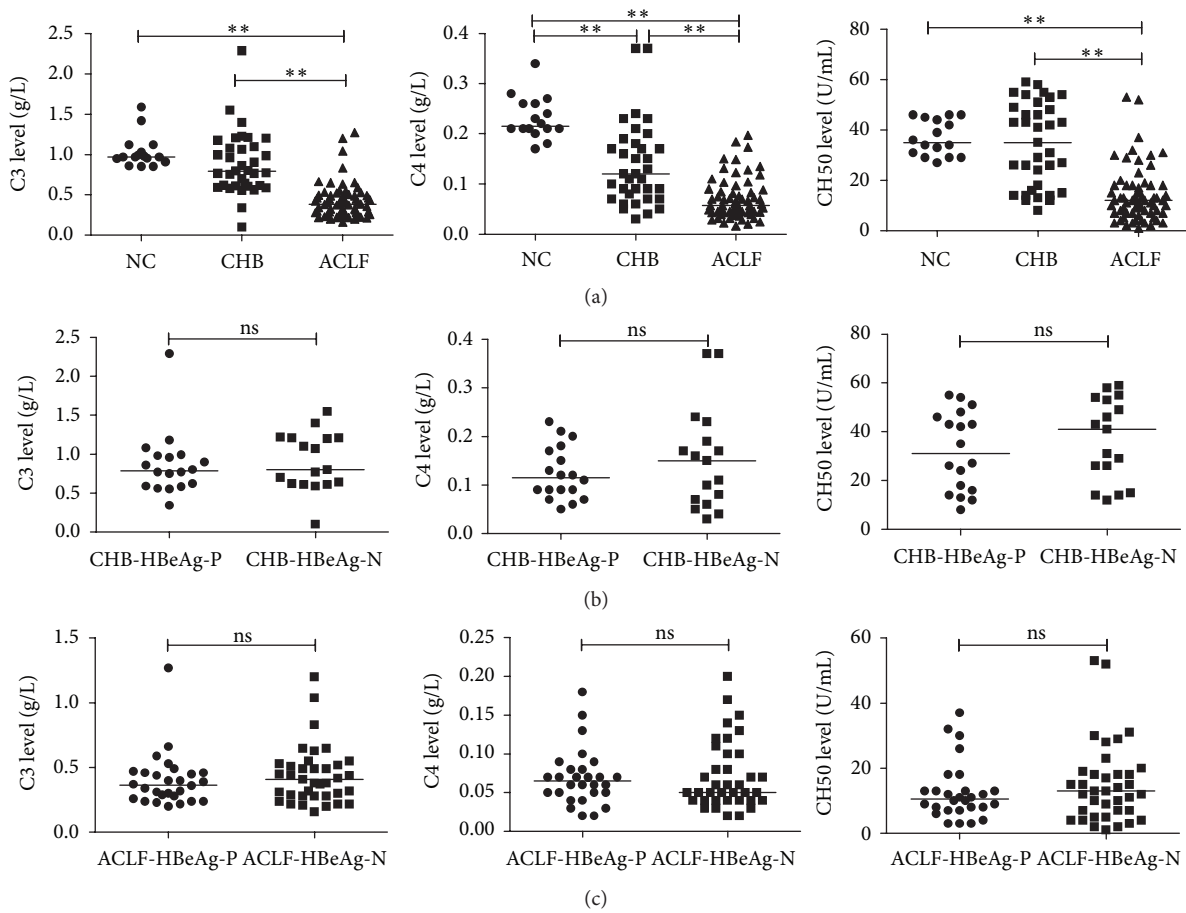 C3 level (g/L)
2.5
2.0
1.5
1.0
0.5
0.0
**
**
NC CHB ACLF
C4 level (g/L)
0.4
0.3
0.2
0.1
0.0
**
** **
NC CHB ACLF
CH50 level (U/mL)
80
60
40
20
0
**
**
NC CHB ACLF
(a)
C3 level (g/L)
2.5
2.0
1.5
1.0
0.5
0.0
ns
CHB-HBeAg-P CHB-HBeAg-N
C4 level (g/L)
0.4
0.3
0.2
0.1
0.0
ns
CHB-HBeAg-P CHB-HBeAg-N
CH50 level (U/mL)
80
60
40
20
0
ns
CHB-HBeAg-P CHB-HBeAg-N
(b)
C3 level (g/L)
1.5
1.0
0.5
0.0
ns
ACLF-HBeAg-P ACLF-HBeAg-N
C4 level (g/L)
0.25
0.20
0.15
0.10
0.05
0.00
ns
ACLF-HBeAg-P ACLF-HBeAg-N
CH50 level (U/mL)
60
40
20
0
ns
ACLF-HBeAg-P ACLF-HBeAg-N
(c)